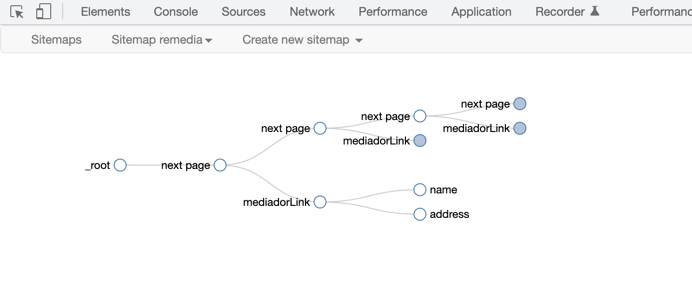 Elements Console Sources Network Performance Application Recorder Performanc
Sitemaps Sitemap remedia Create new sitemap
next page
next page
next page mediadorLink
mediadorLink
_root next page
name
mediadorLink
address